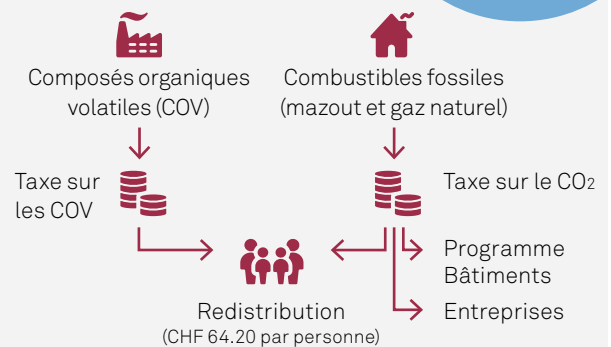 Composés organiques
volatiles (COV)
Combustibles fossiles
(mazout et gaz naturel)
Taxe sur
les COV
Taxe sur le CO2
Programme
Bâtiments
Entreprises
Redistribution
(CHF 64.20 par personne)